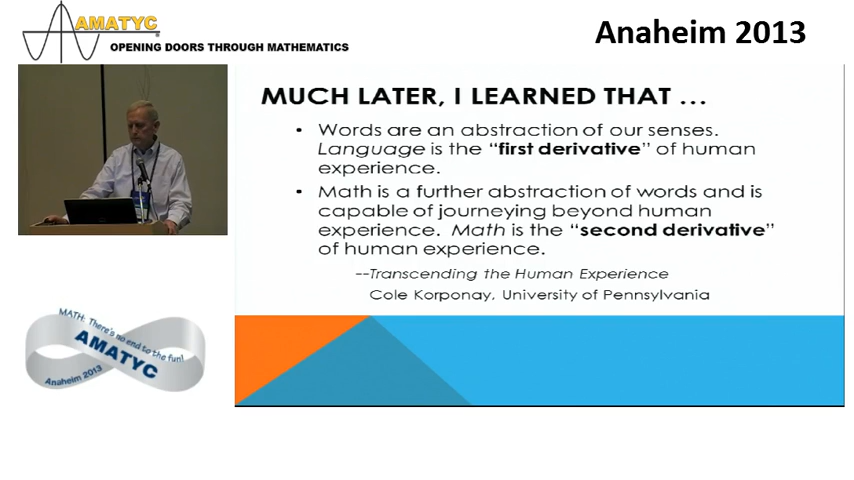 AMATYC
OPENING DOORS THROUGH MATHEMATICS
Anaheim 2013
MUCH LATER, I LEARNED THAT …
• Words are an abstraction of our senses.
Language is the “first derivative” of human
experience.
• Math is a further abstraction of words and is
capable of journeying beyond human
experience. Math is the “second derivative”
of human experience.
--Transcending the Human Experience
Cole Korponay, University of Pennsylvania
MATH: There's no end to the fun!
AMATYC
Anaheim 2013